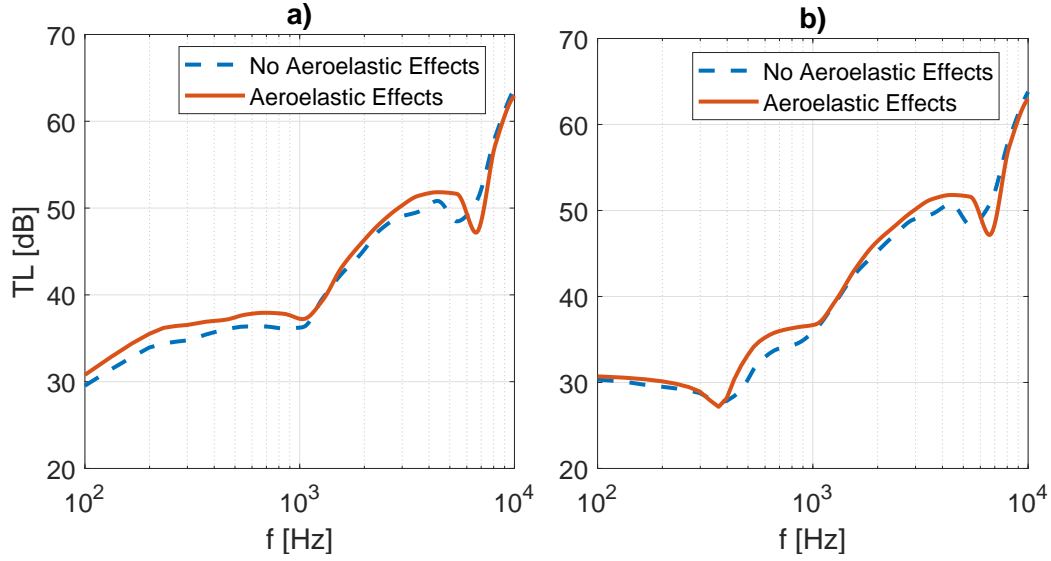 a)
70
60
50
40
30
20
TL [dB]
10^2
10^3
10^4
f [Hz]
No Aeroelastic Effects
Aeroelastic Effects
b)
70
60
50
40
30
20
10^2
10^3
10^4
f [Hz]
No Aeroelastic Effects
Aeroelastic Effects